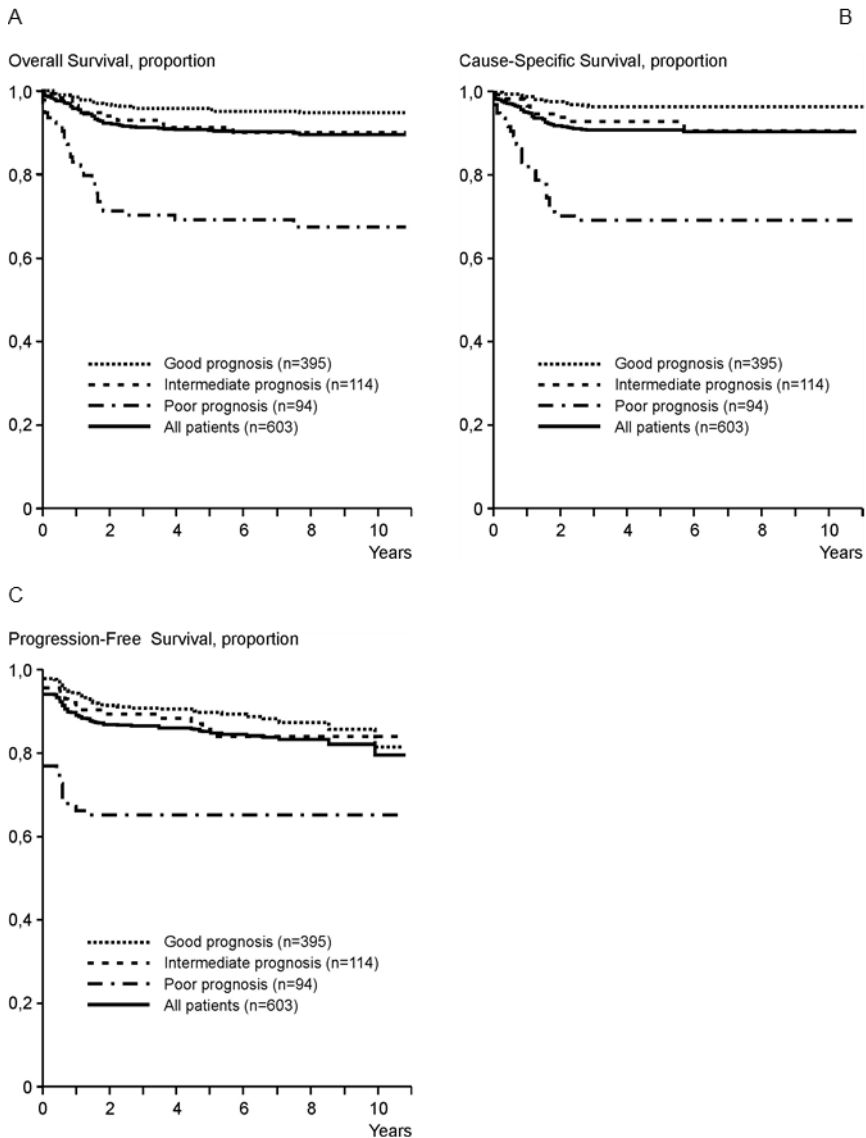 A
B
Overall Survival, proportion
1,0
0,8
0,6
0,4
0,2
0
Good prognosis (n=395)
Intermediate prognosis (n=114)
Poor prognosis (n=94)
All patients (n=603)
0 2 4 6 8 10
Years
Cause-Specific Survival, proportion
1,0
0,8
0,6
0,4
0,2
0
Good prognosis (n=395)
Intermediate prognosis (n=114)
Poor prognosis (n=94)
All patients (n=603)
0 2 4 6 8 10
Years
C
Progression-Free Survival, proportion
1,0
0,8
0,6
0,4
0,2
0
Good prognosis (n=395)
Intermediate prognosis (n=114)
Poor prognosis (n=94)
All patients (n=603)
0 2 4 6 8 10
Years